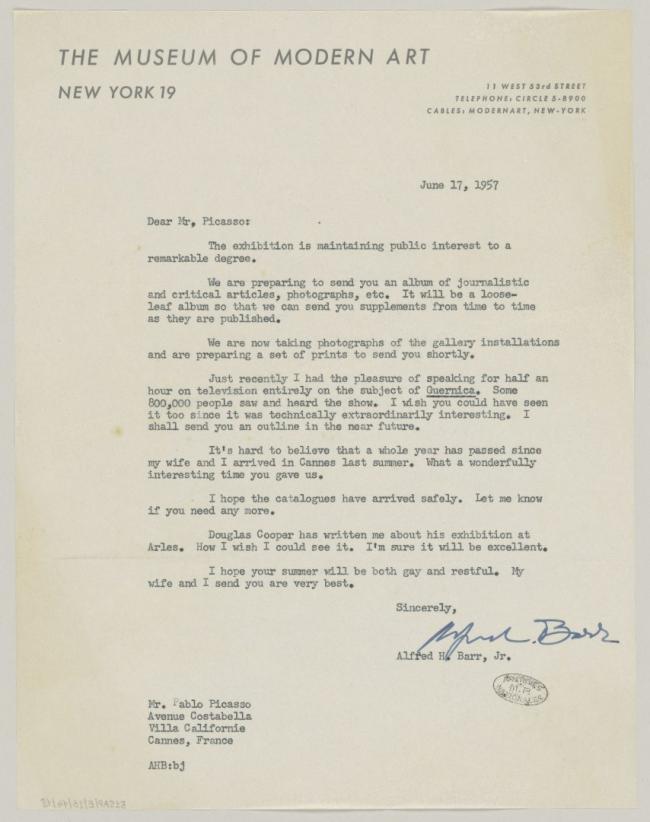 THE MUSEUM OF MODERN ART
NEW YORK 19
11 WEST 53rd STREET
TELEPHONE: CIRCLE 5-8900
CABLES: MODERNART, NEW-YORK
June 17, 1957
Dear Mr. Picasso:
The exhibition is maintaining public interest to a
remarkable degree.
We are preparing to send you an album of journalistic
and critical articles, photographs, etc. It will be a loose-
leaf album so that we can send you supplements from time to time
as they are published.
We are now taking photographs of the gallery installations
and are preparing a set of prints to send you shortly.
Just recently I had the pleasure of speaking for half an
hour on television entirely on the subject of Guernica. Some
800,000 people saw and heard the show. I wish you could have seen
it too since it was technically extraordinarily interesting. I
shall send you an outline in the near future.
It's hard to believe that a whole year has passed since
my wife and I arrived in Cannes last summer. What a wonderfully
interesting time you gave us.
I hope the catalogues have arrived safely. Let me know
if you need any more.
Douglas Cooper has written me about his exhibition at
Arles. How I wish I could see it. I'm sure it will be excellent.
I hope your summer will be both gay and restful. My
wife and I send you are very best.
Sincerely,
Alfred Barr
Alfred H. Barr, Jr.
Mr. Pablo Picasso
Avenue Costabella
Villa Californie
Cannes, France
AHB:bj